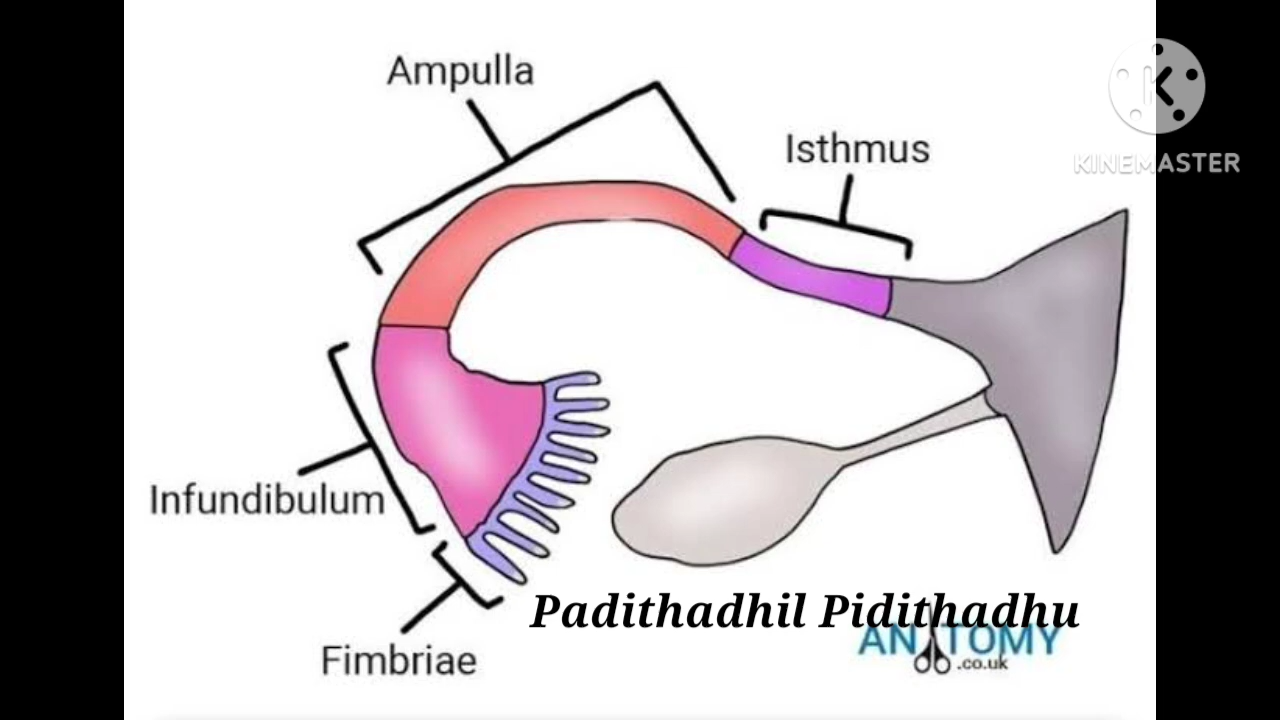 Ampulla
Isthmus
KINEMASTER
Infundibulum
Padithadhil Pidithadhu
ANATOMY
.co.uk
Fimbriae